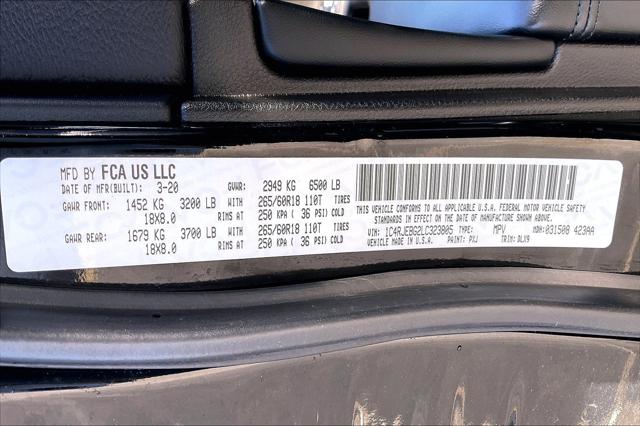 MFD BY FCA US LLC
DATE OF MFR(BUILT): 3-20 GVWR: 2949 KG 6500 LB
GAWR FRONT: 1452 KG 3200 LB WITH 265/60R18 110T TIRES
18X8.0 RIMS AT 250 KPA ( 36 PSI) COLD
GAWR REAR: 1679 KG 3700 LB WITH 265/60R18 110T TIRES
18X8.0 RIMS AT 250 KPA ( 36 PSI) COLD
THIS VEHICLE CONFORMS TO ALL APPLICABLE U.S.A. FEDERAL MOTOR VEHICLE SAFETY
STANDARDS IN EFFECT ON THE DATE OF MANUFACTURE SHOWN ABOVE.
VIN: 1C4RJEBG2LC323805 TYPE: MPV MDH: 031508 423AA
MADE IN U.S.A. PAINT: PXJ TRIM: DLX9